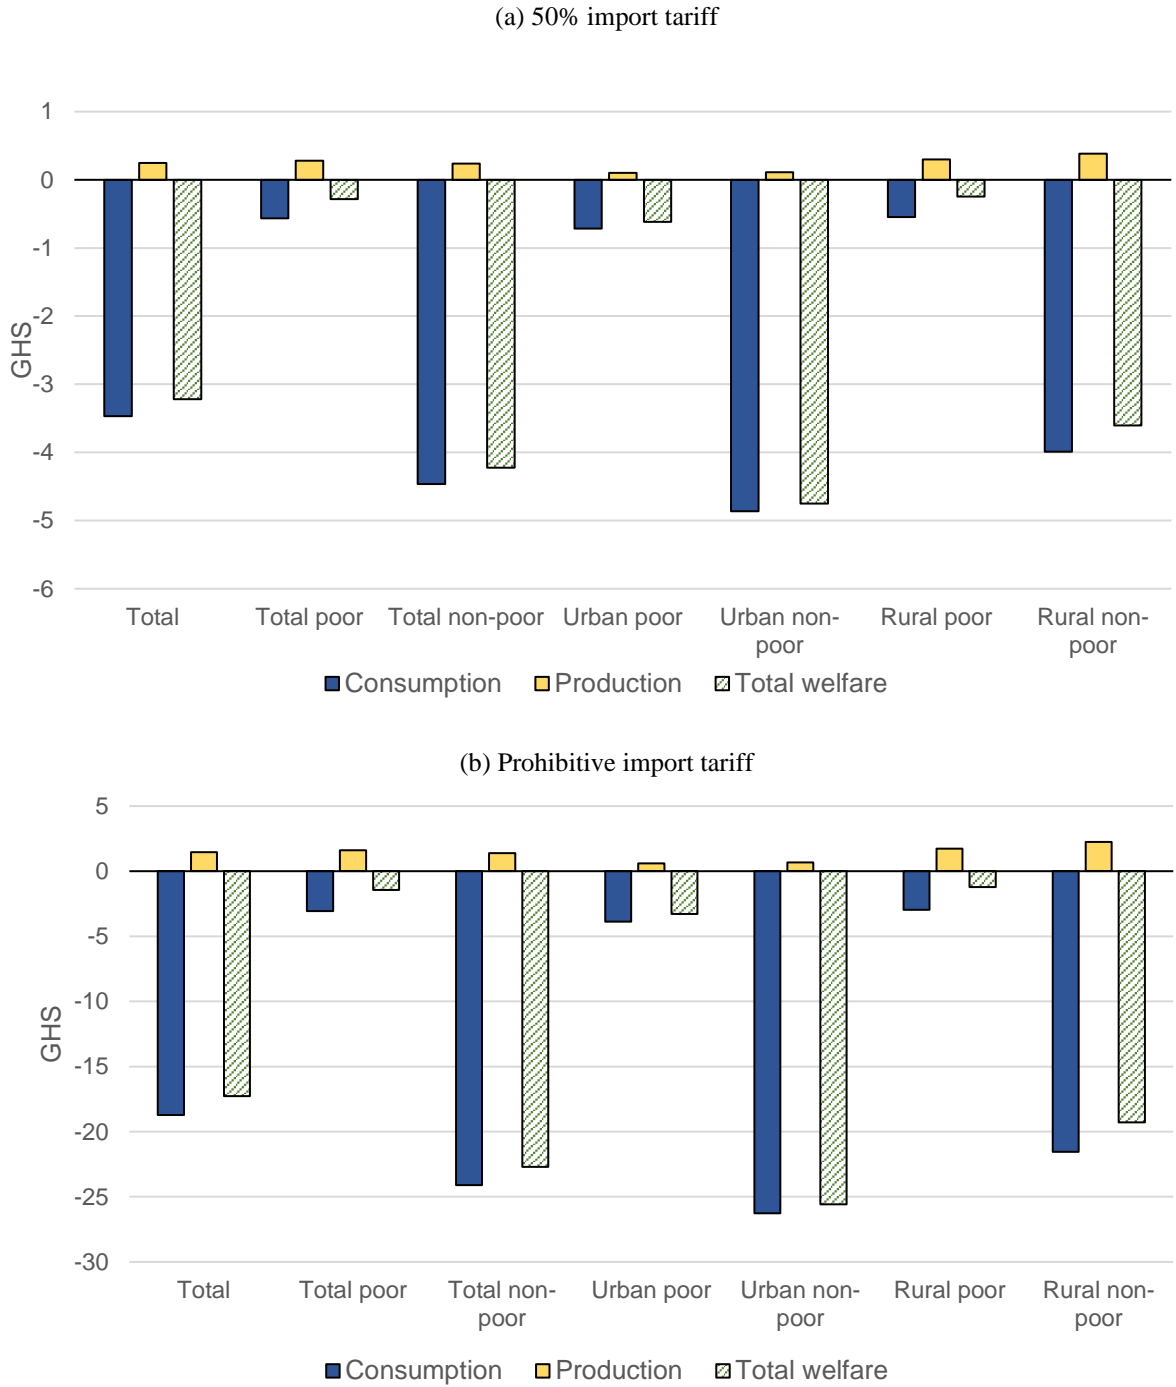 (a) 50% import tariff
1
0
-1
-2
-3
-4
-5
-6
GHS
Total
Total poor
Total non-poor
Urban poor
Urban non-
poor
Rural poor
Rural non-
poor
Consumption
Production
Total welfare
(b) Prohibitive import tariff
5
0
-5
-10
-15
-20
-25
-30
GHS
Total
Total poor
Total non-
poor
Urban poor
Urban non-
poor
Rural poor
Rural non-
poor
Consumption
Production
Total welfare